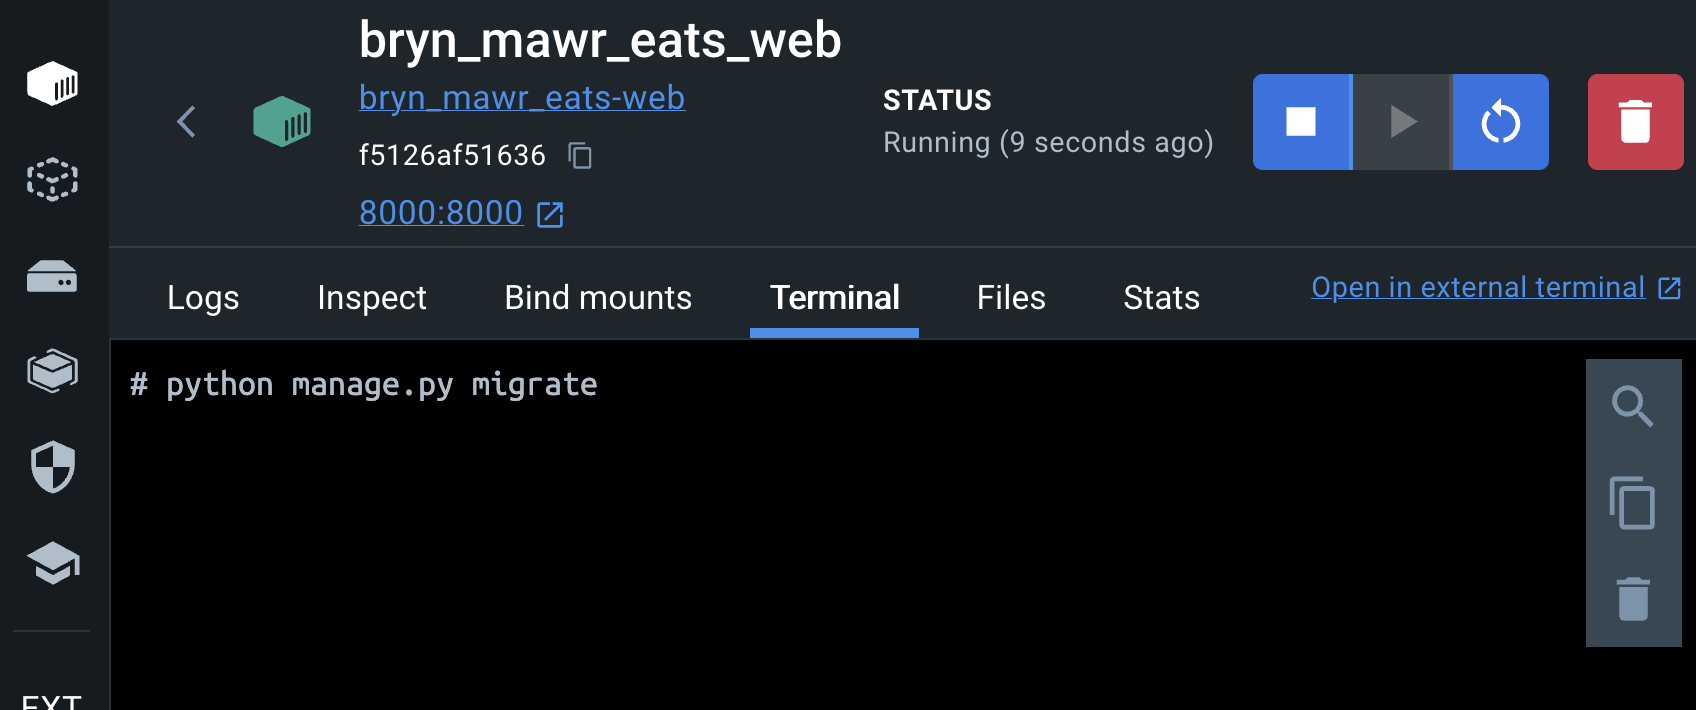 bryn_mawr_eats_web
bryn_mawr_eats-web
f5126af51636
8000:8000
STATUS
Running (9 seconds ago)
Logs
Inspect
Bind mounts
Terminal
Files
Stats
Open in external terminal
# python manage.py migrate
EXT